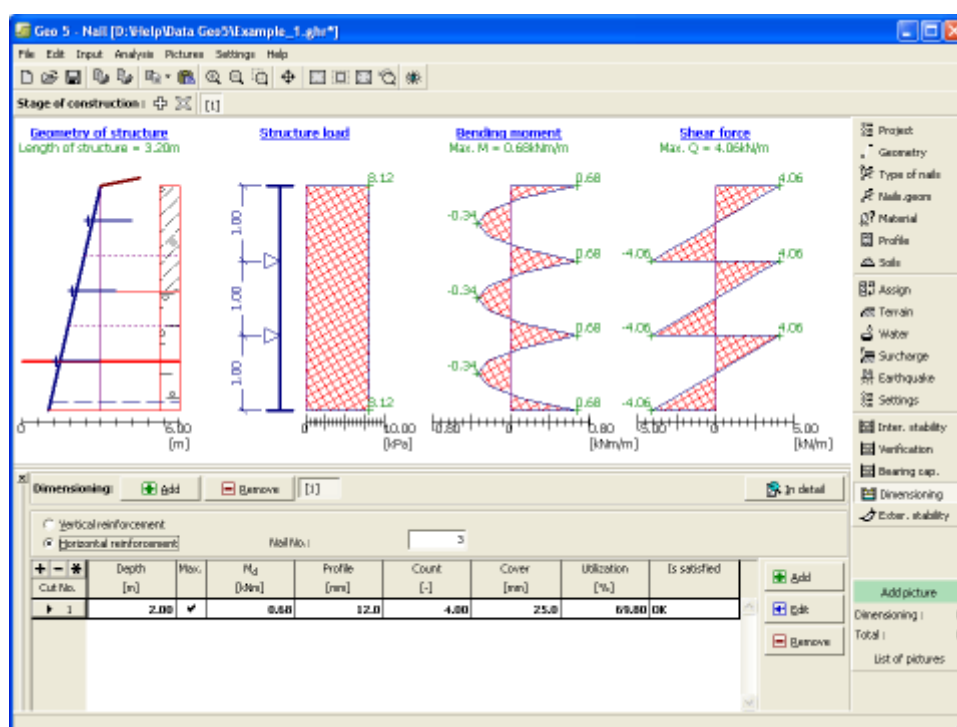 Geo 5 - Nail [D:\Help\Data Geo5\Example_1.ghr*]
File Edit Input Analysis Pictures Settings Help
Stage of construction: [1]
Geometry of structure Structure load Bending moment Shear force
Length of structure = 3.20m Max. M = 0.68kNm/m Max. Q = 4.06kN/m
8.12 0.68 4.06
1.00 -0.34
0.68 -4.06 4.06
1.00 -0.34
0.68 -4.06 4.06
1.00 -0.34
8.12 0.68 -4.06
0 5.00 0 10.00 -0.80 0 0.80 -5.00 0 5.00
[m] [kPa] [kNm/m] [kN/m]
Project
Geometry
Type of nails
Nails.geom
Material
Profile
Soils
Assign
Terrain
Water
Surcharge
Earthquake
Settings
Inter. stability
Verification
Bearing cap.
Dimensioning
Exter. stability
Dimensioning: Add Remove [1] In detail
Vertical reinforcement
Horizontal reinforcement Nail No.: 3
Cut No. Depth Max. Md Profile Count Cover Utilization Is satisfied
[m] [kNm] [mm] [-] [mm] [%]
1 2.00 0.68 12.0 4.00 25.0 69.80 OK
Add
Edit
Remove
Add picture
Dimensioning :
Total :
List of pictures